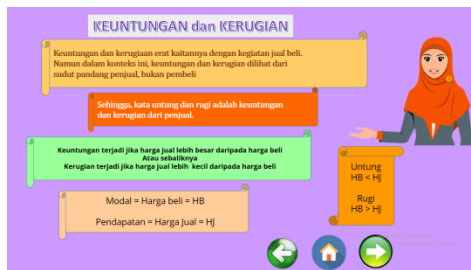 KEUNTUNGAN dan KERUGIAN
Keuntungan dan kerugiaan erat kaitannya dengan kegiatan jual beli.
Namun dalam konteks ini, keuntungan dan kerugian dilihat dari
sudut pandang penjual, bukan pembeli
Sehingga, kata untung dan rugi adalah keuntungan
dan kerugian dari penjual.
Keuntungan terjadi jika harga jual lebih besar daripada harga beli
Atau sebaliknya
Kerugian terjadi jika harga jual lebih kecil daripada harga beli
Untung
HB < HJ
Rugi
HB > HJ
Modal = Harga beli = HB
Pendapatan = Harga Jual = HJ